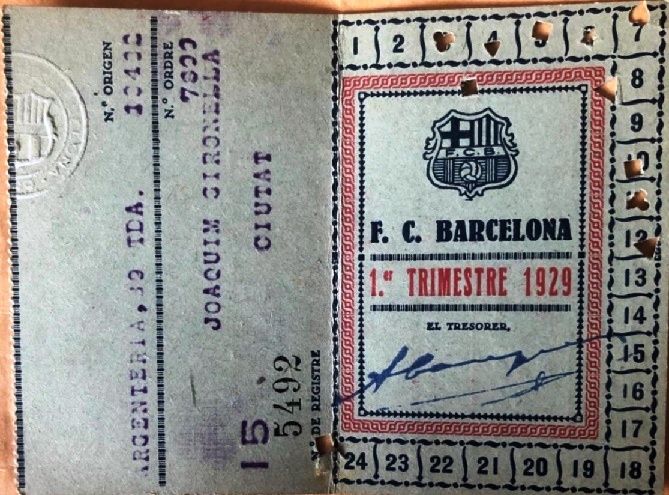 N.º ORIGEN
N.º ORDRE
JOAQUIM GIRONELLA
ARGENTERIA, 39 TDA.
CIUTAT
15
5492
N.º DE REGISTRE
1 2 3 4 5 6 7
8
9
10
12
13
14
15
16
17
24 23 22 21 20 19 18
F.C.B
F. C. BARCELONA
1.er TRIMESTRE 1929
EL TRESORER,